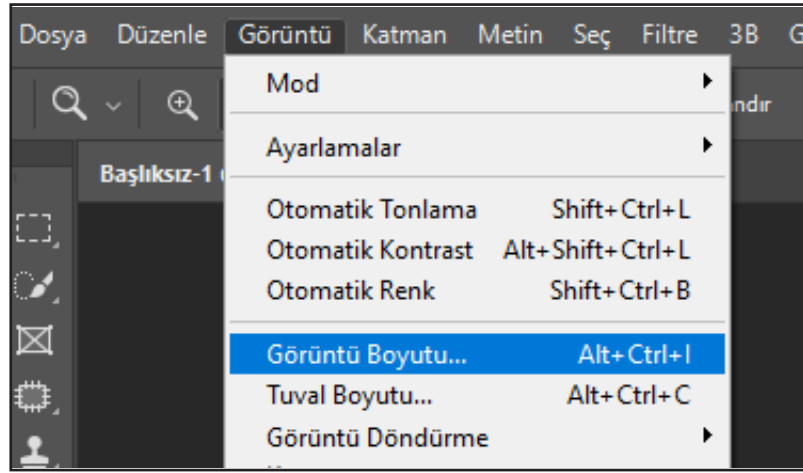 Dosya Düzenle Görüntü Katman Metin Seç Filtre 3B G
Mod
Ayarlamalar
Başlıksız-1
Otomatik Tonlama Shift+Ctrl+L
Otomatik Kontrast Alt+Shift+Ctrl+L
Otomatik Renk Shift+Ctrl+B
Görüntü Boyutu... Alt+Ctrl+I
Tuval Boyutu... Alt+Ctrl+C
Görüntü Döndürme